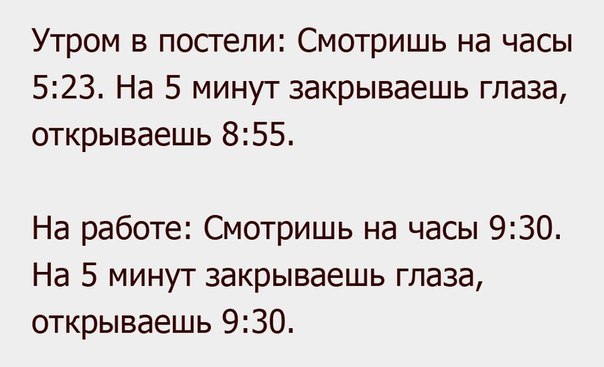 Утром в постели: Смотришь на часы
5:23. На 5 минут закрываешь глаза,
открываешь 8:55.
На работе: Смотришь на часы 9:30.
На 5 минут закрываешь глаза,
открываешь 9:30.